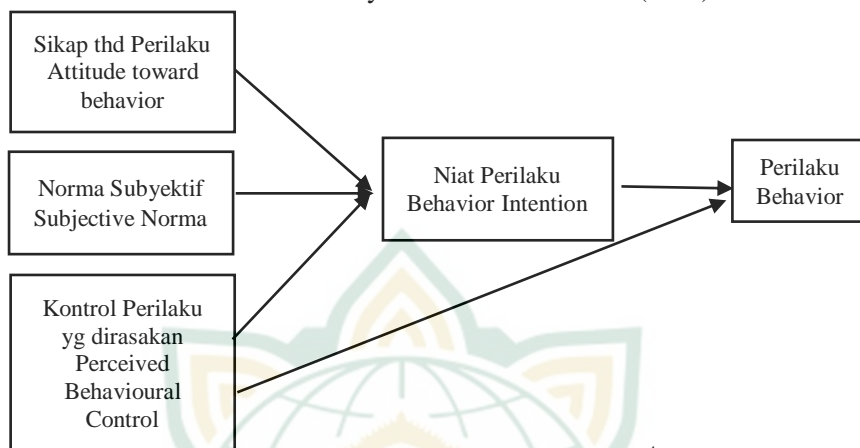 Sikap thd Perilaku
Attitude toward
behavior
Norma Subyektif
Subjective Norma
Kontrol Perilaku
yg dirasakan
Perceived
Behavioural
Control
Niat Perilaku
Behavior Intention
Perilaku
Behavior